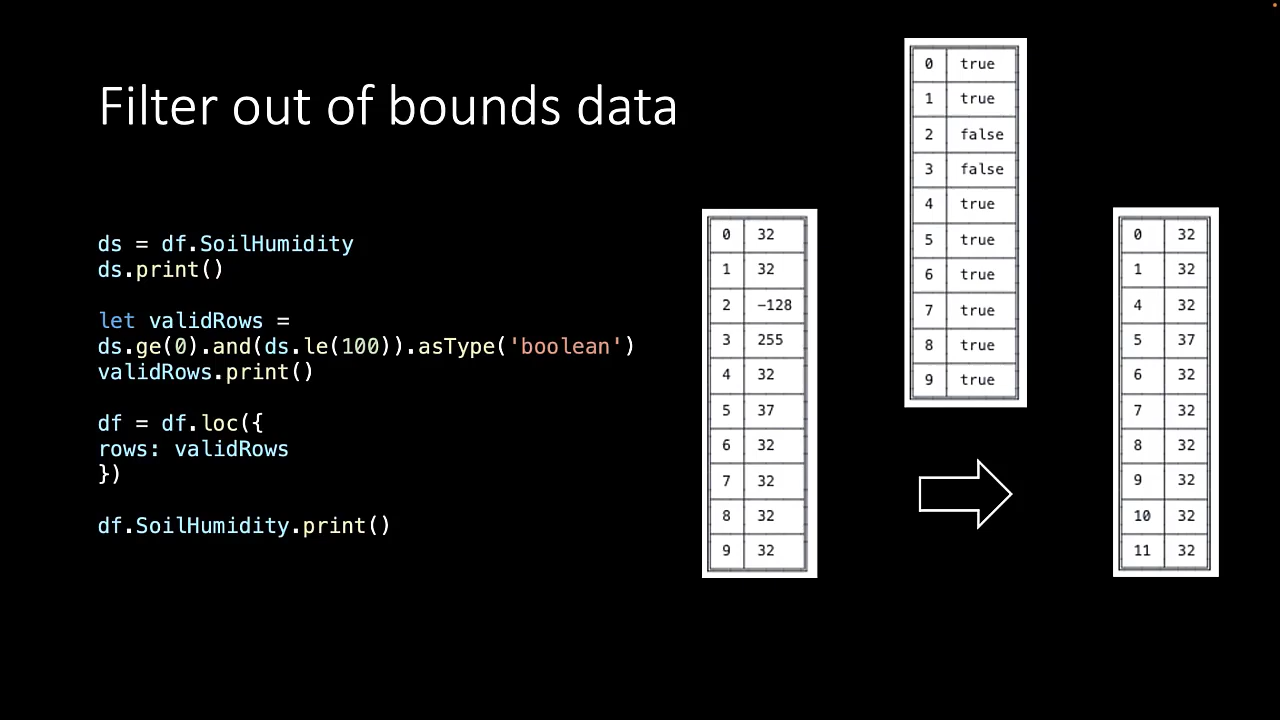 Filter out of bounds data
ds = df.SoilHumidity
ds.print()
let validRows =
ds.ge(0).and(ds.le(100)).asType('boolean')
validRows.print()
df = df.loc({
rows: validRows
})
df.SoilHumidity.print()
0 32
1 32
2 -128
3 255
4 32
5 37
6 32
7 32
8 32
9 32
0 true
1 true
2 false
3 false
4 true
5 true
6 true
7 true
8 true
9 true
0 32
1 32
4 32
5 37
6 32
7 32
8 32
9 32
10 32
11 32